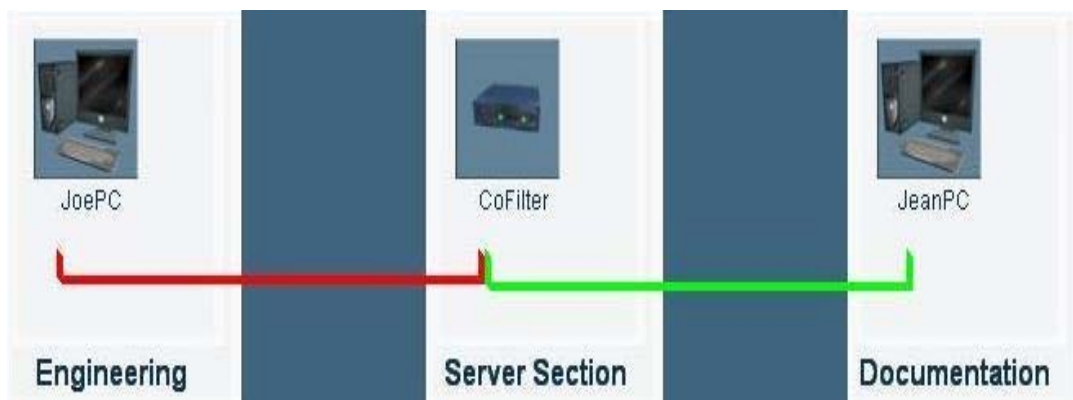 JoePC
CoFilter
JeanPC
Engineering
Server Section
Documentation